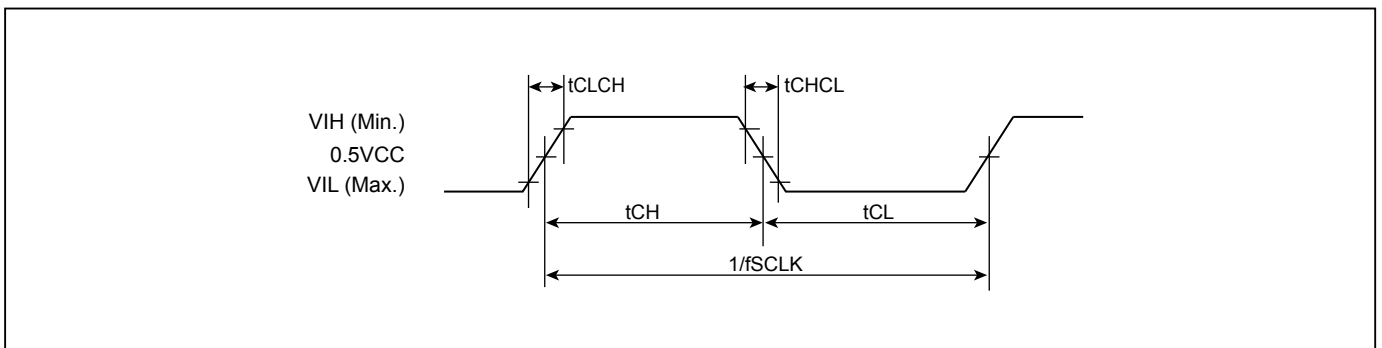 tCLCH
tCHCL
VIH (Min.)
0.5VCC
VIL (Max.)
tCH
tCL
1/fSCLK